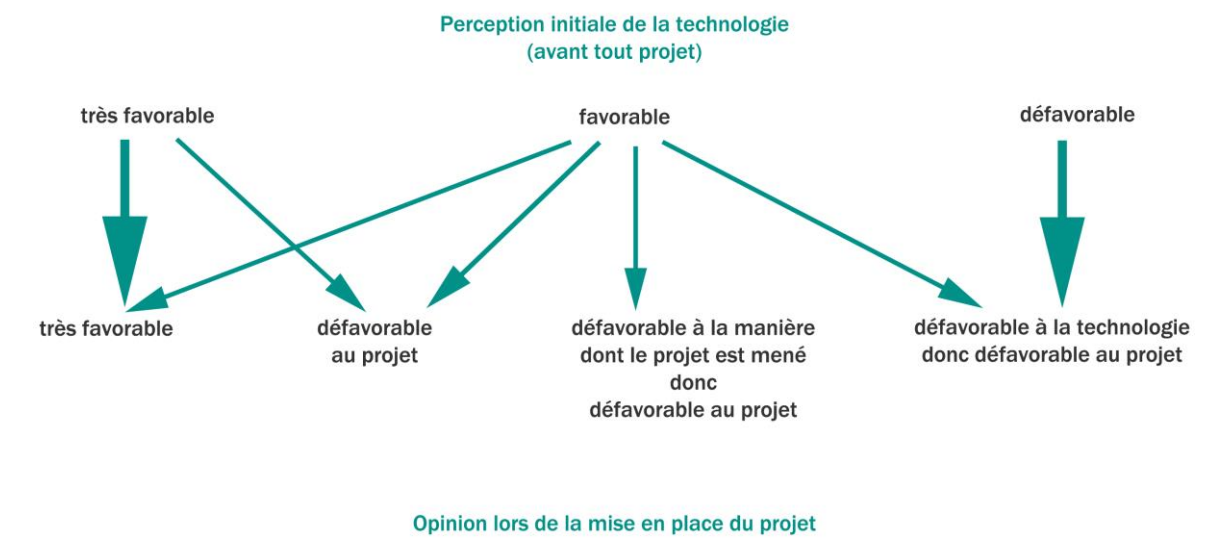 Perception initiale de la technologie
(avant tout projet)
très favorable
favorable
défavorable
très favorable
défavorable
au projet
défavorable à la manière
dont le projet est mené
donc
défavorable au projet
défavorable à la technologie
donc défavorable au projet
Opinion lors de la mise en place du projet